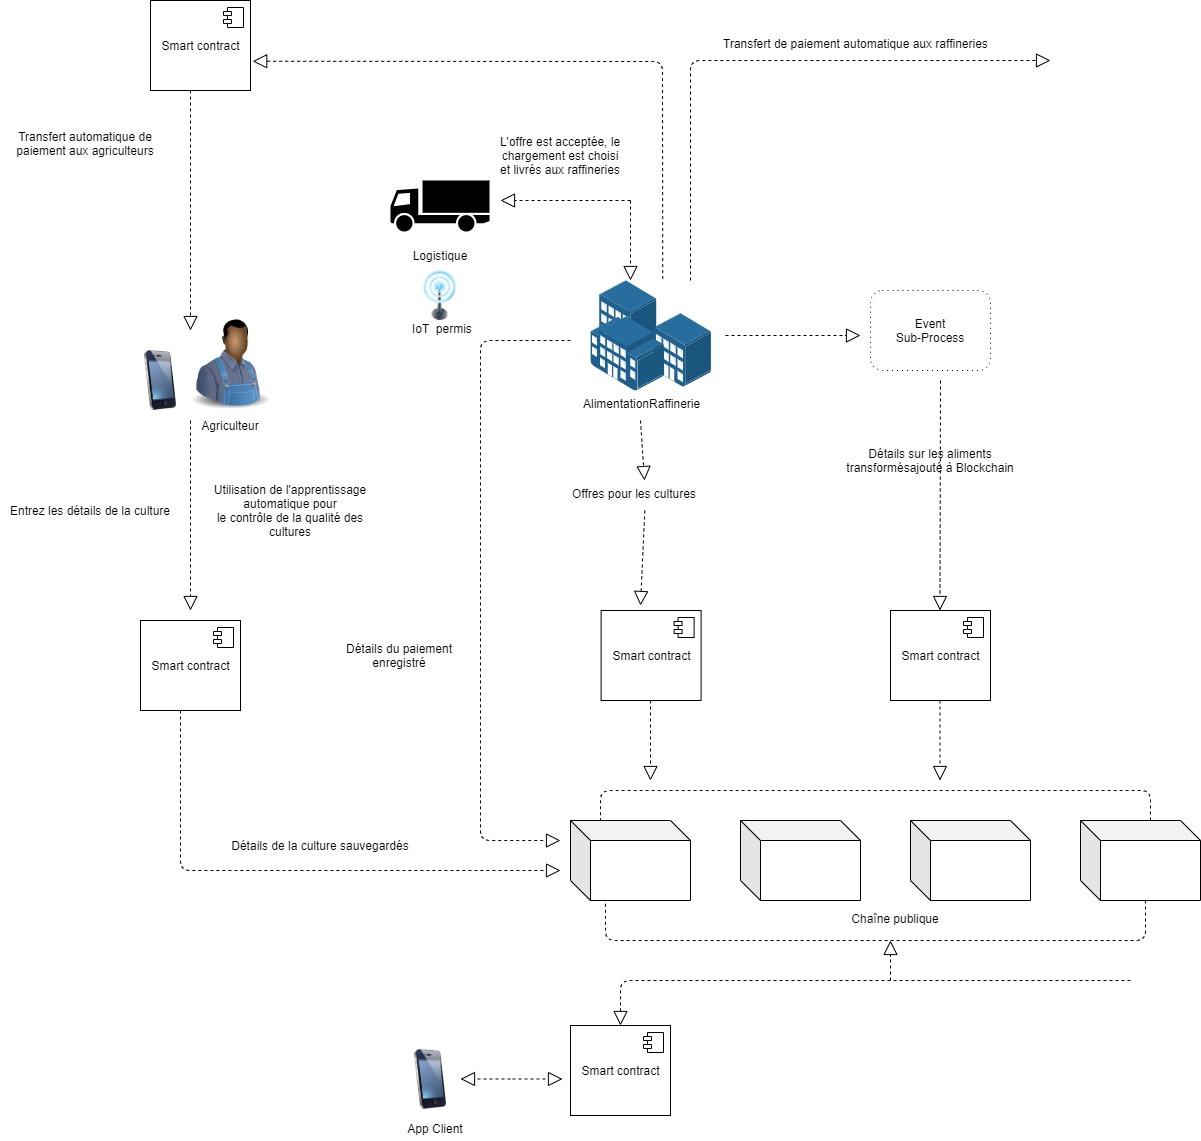 Smart contract
Transfert de paiement automatique aux raffineries
Transfert automatique de
paiement aux agriculteurs
L'offre est acceptée, le
chargement est choisi
et livrés aux raffineries
Logistique
IoT permis
Event
Sub-Process
AlimentationRaffinerie
Agriculteur
Détails sur les aliments
transformésajouté à Blockchain
Offres pour les cultures
Utilisation de l'apprentissage
automatique pour
le contrôle de la qualité des
cultures
Entrez les détails de la culture
Smart contract
Détails du paiement
enregistré
Smart contract
Smart contract
Détails de la culture sauvegardés
Chaîne publique
Smart contract
App Client